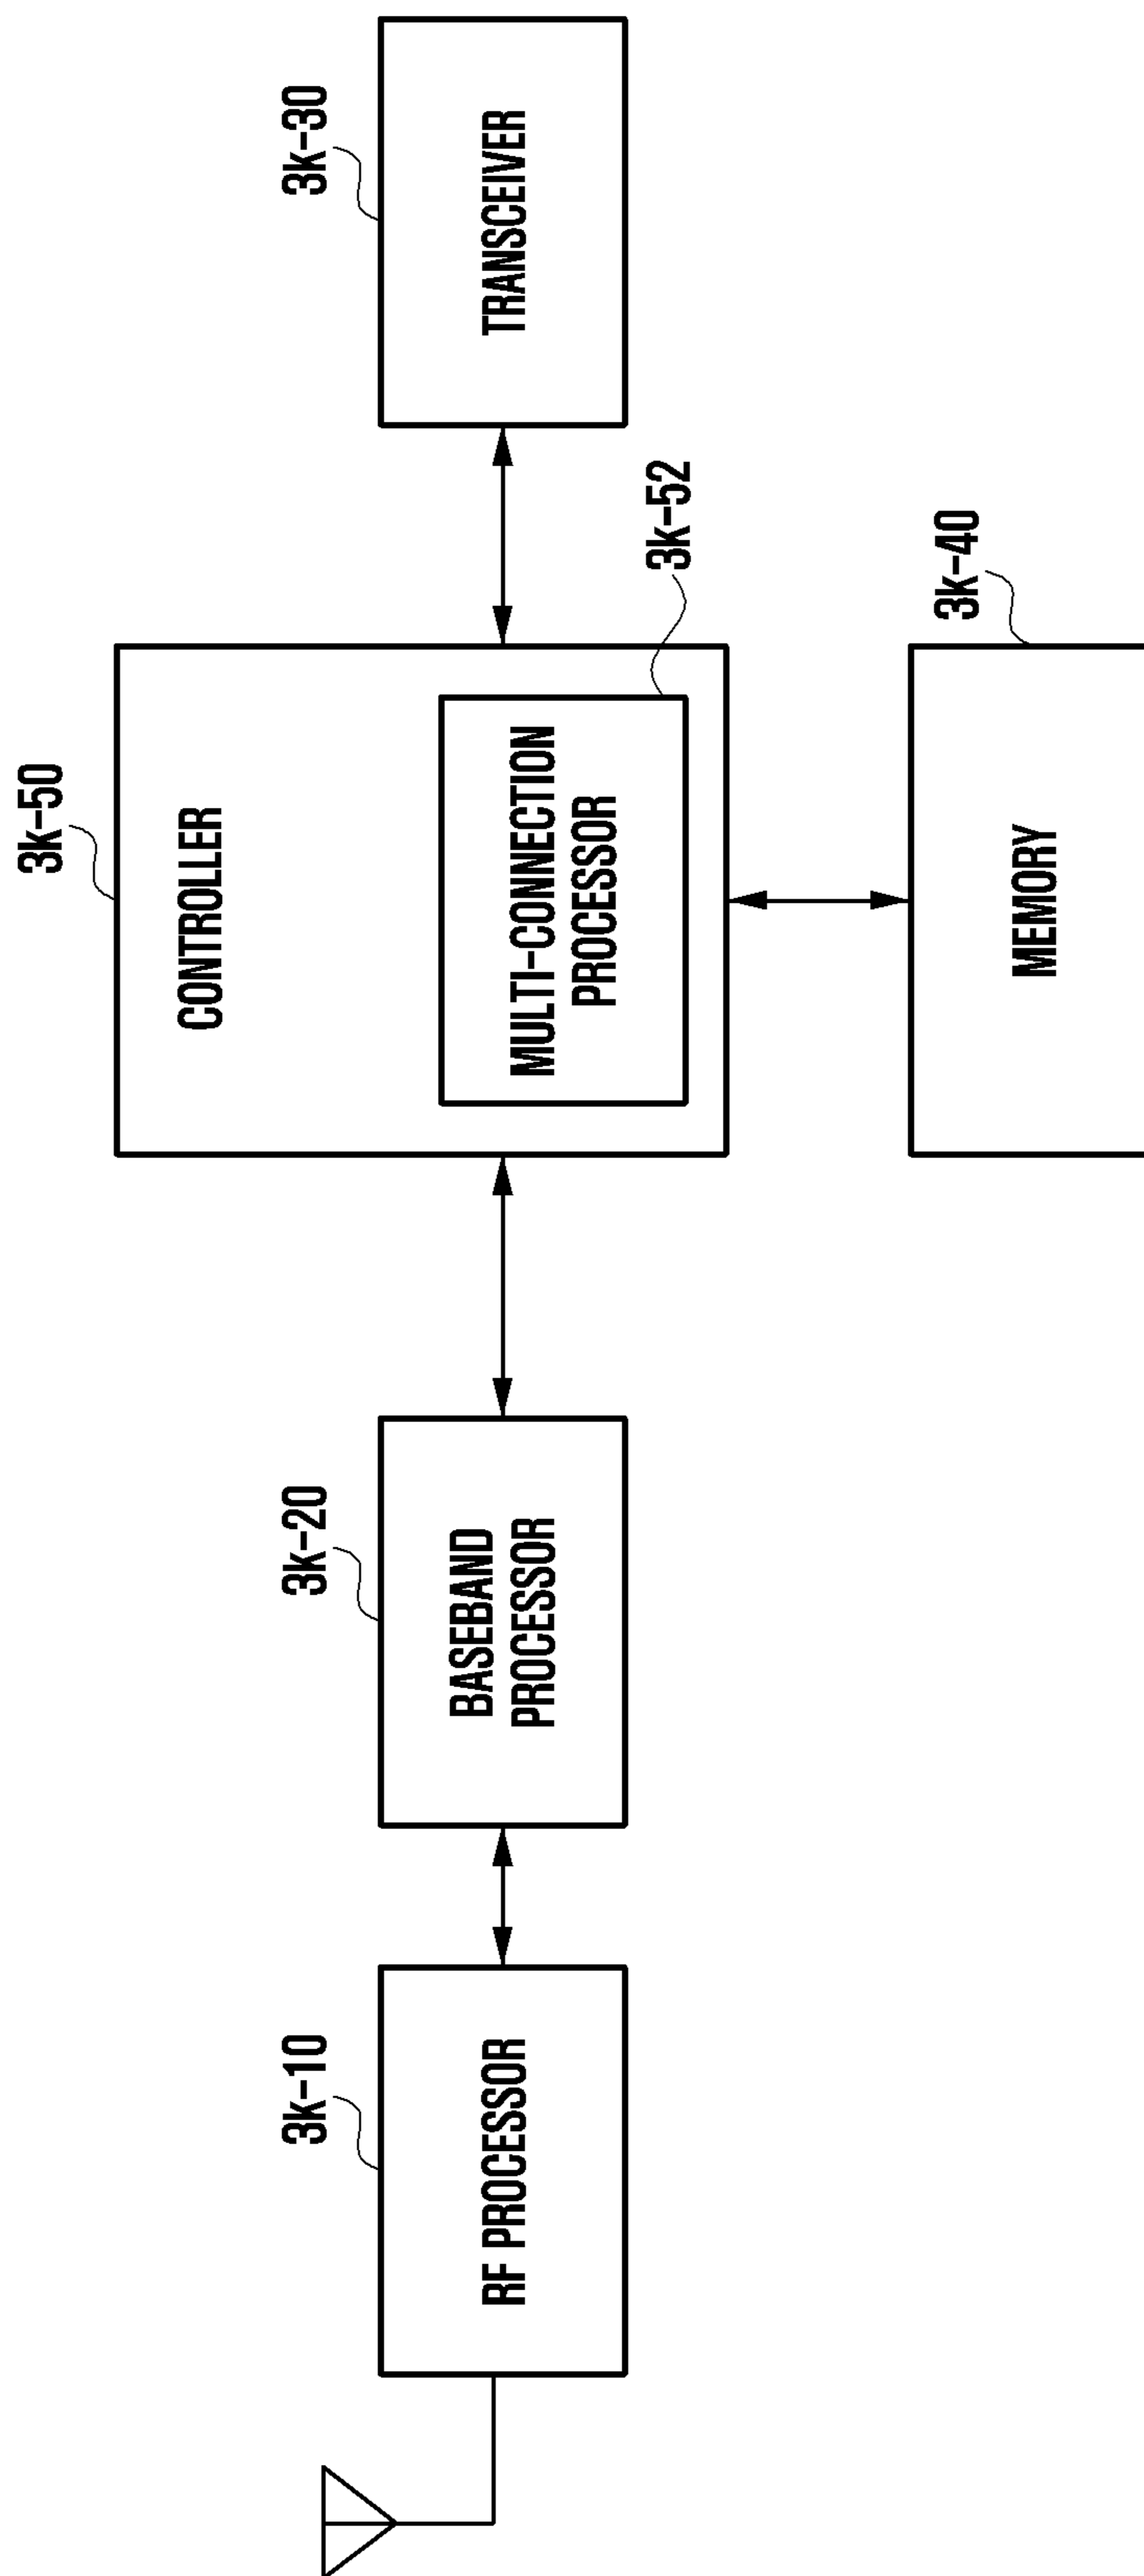 3k-50
CONTROLLER
3k-10
3k-20
3k-30
RF PROCESSOR
BASEBAND
PROCESSOR
MULTI-CONNECTION
PROCESSOR
TRANSCEIVER
3k-52
3k-40
MEMORY